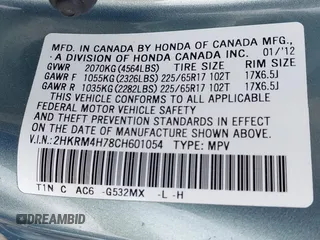 MFD. IN CANADA BY HONDA OF CANADA MFG.,
A DIVISION OF HONDA CANADA INC. 01/'12
GVWR 2070KG (4564LBS) TIRE SIZE RIM SIZE
GAWR F 1055KG(2326LBS) 225/65R17 102T 17X6.5J
GAWR R 1035KG(2282LBS) 225/65R17 102T 17X6.5J
THIS VEHICLE CONFORMS TO ALL APPLICABLE
FEDERAL MOTOR VEHICLE SAFETY, BUMPER, AND
THEFT PREVENTION STANDARDS IN EFFECT ON THE
DATE OF MANUFACTURE SHOWN ABOVE.
V.I.N.:2HKRM4H78CH601054 TYPE: MPV
T1N C AC6 -G532MX -L -H
DREAMBID